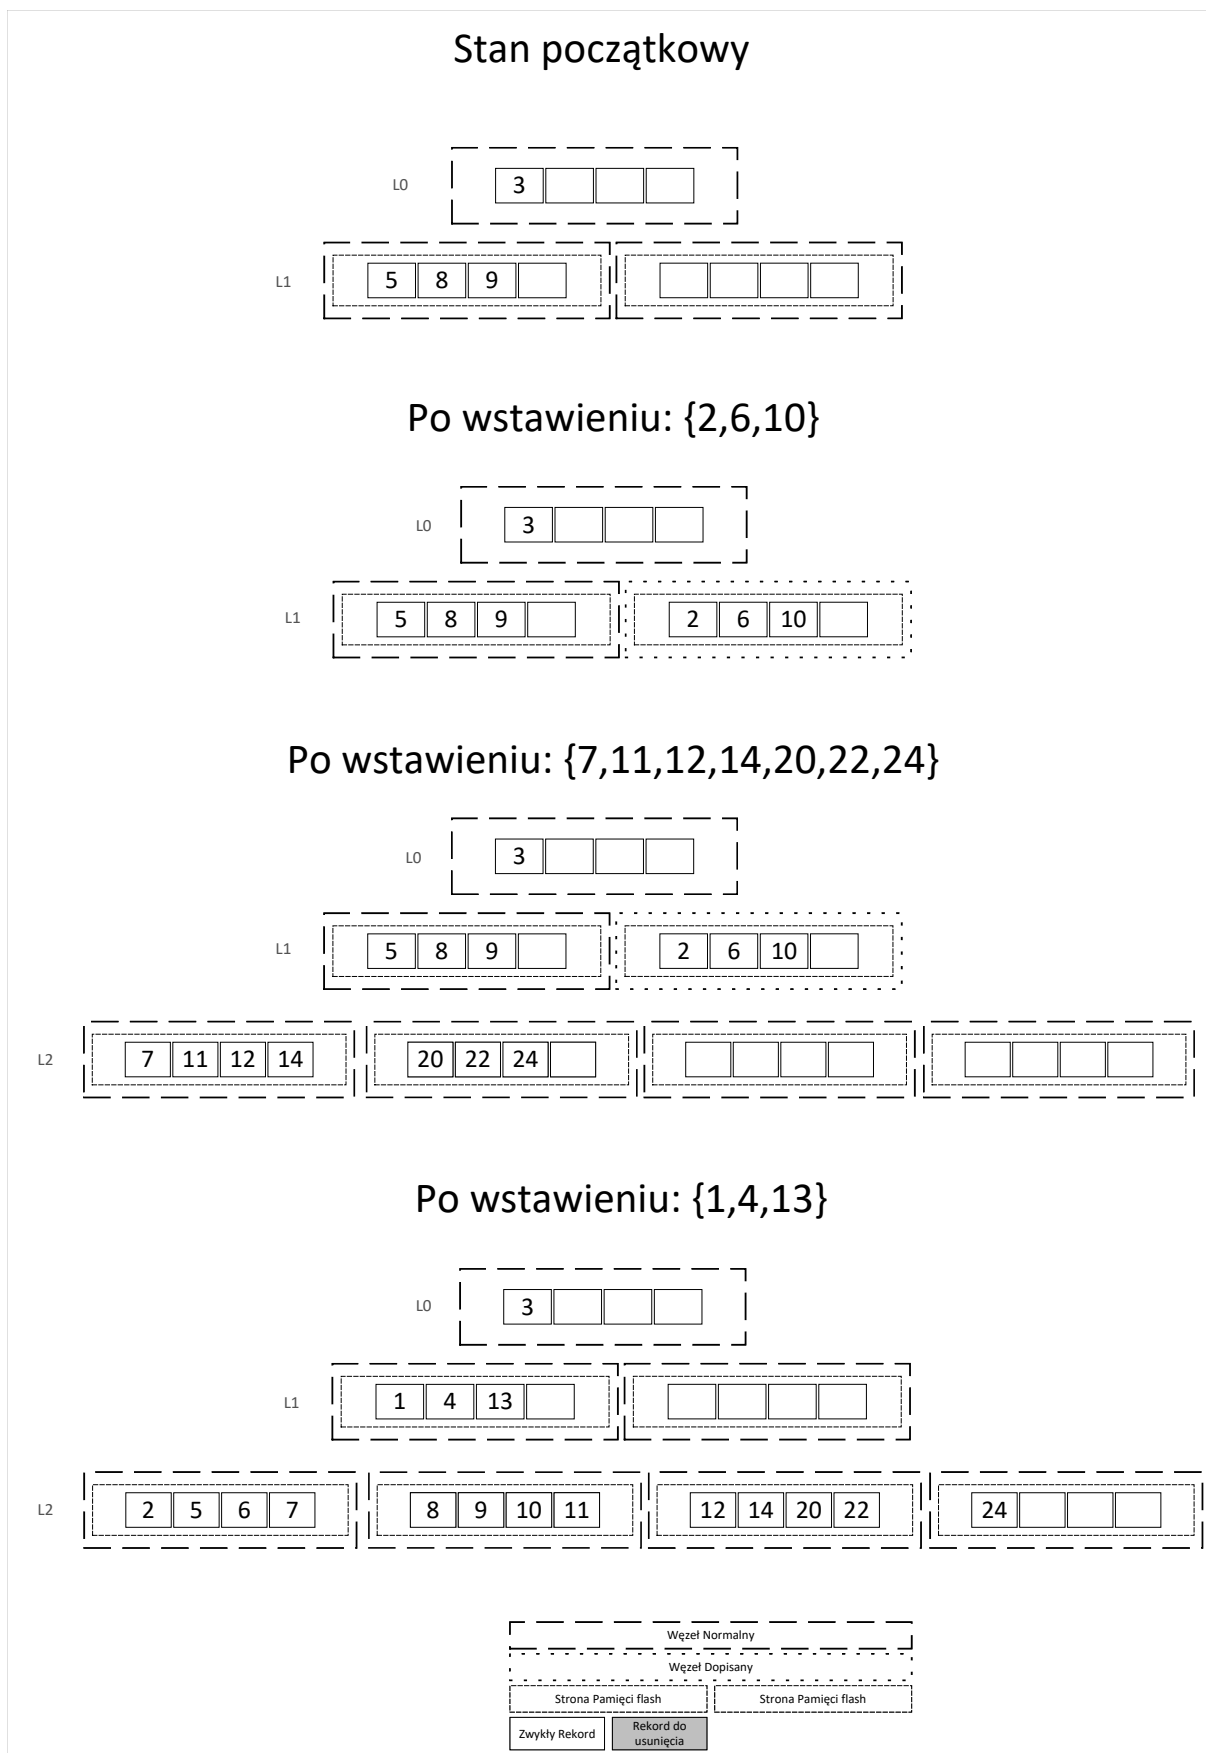 Stan początkowy
L0 3
L1 5 8 9
Po wstawieniu: {2,6,10}
L0 3
L1 5 8 9 2 6 10
Po wstawieniu: {7,11,12,14,20,22,24}
L0 3
L1 5 8 9 2 6 10
L2 7 11 12 14 20 22 24
Po wstawieniu: {1,4,13}
L0 3
L1 1 4 13
L2 2 5 6 7 8 9 10 11 12 14 20 22 24
Węzeł Normalny
Węzeł Dopisany
Strona Pamięci flash Strona Pamięci flash
Zwykły Rekord Rekord do
usunięcia